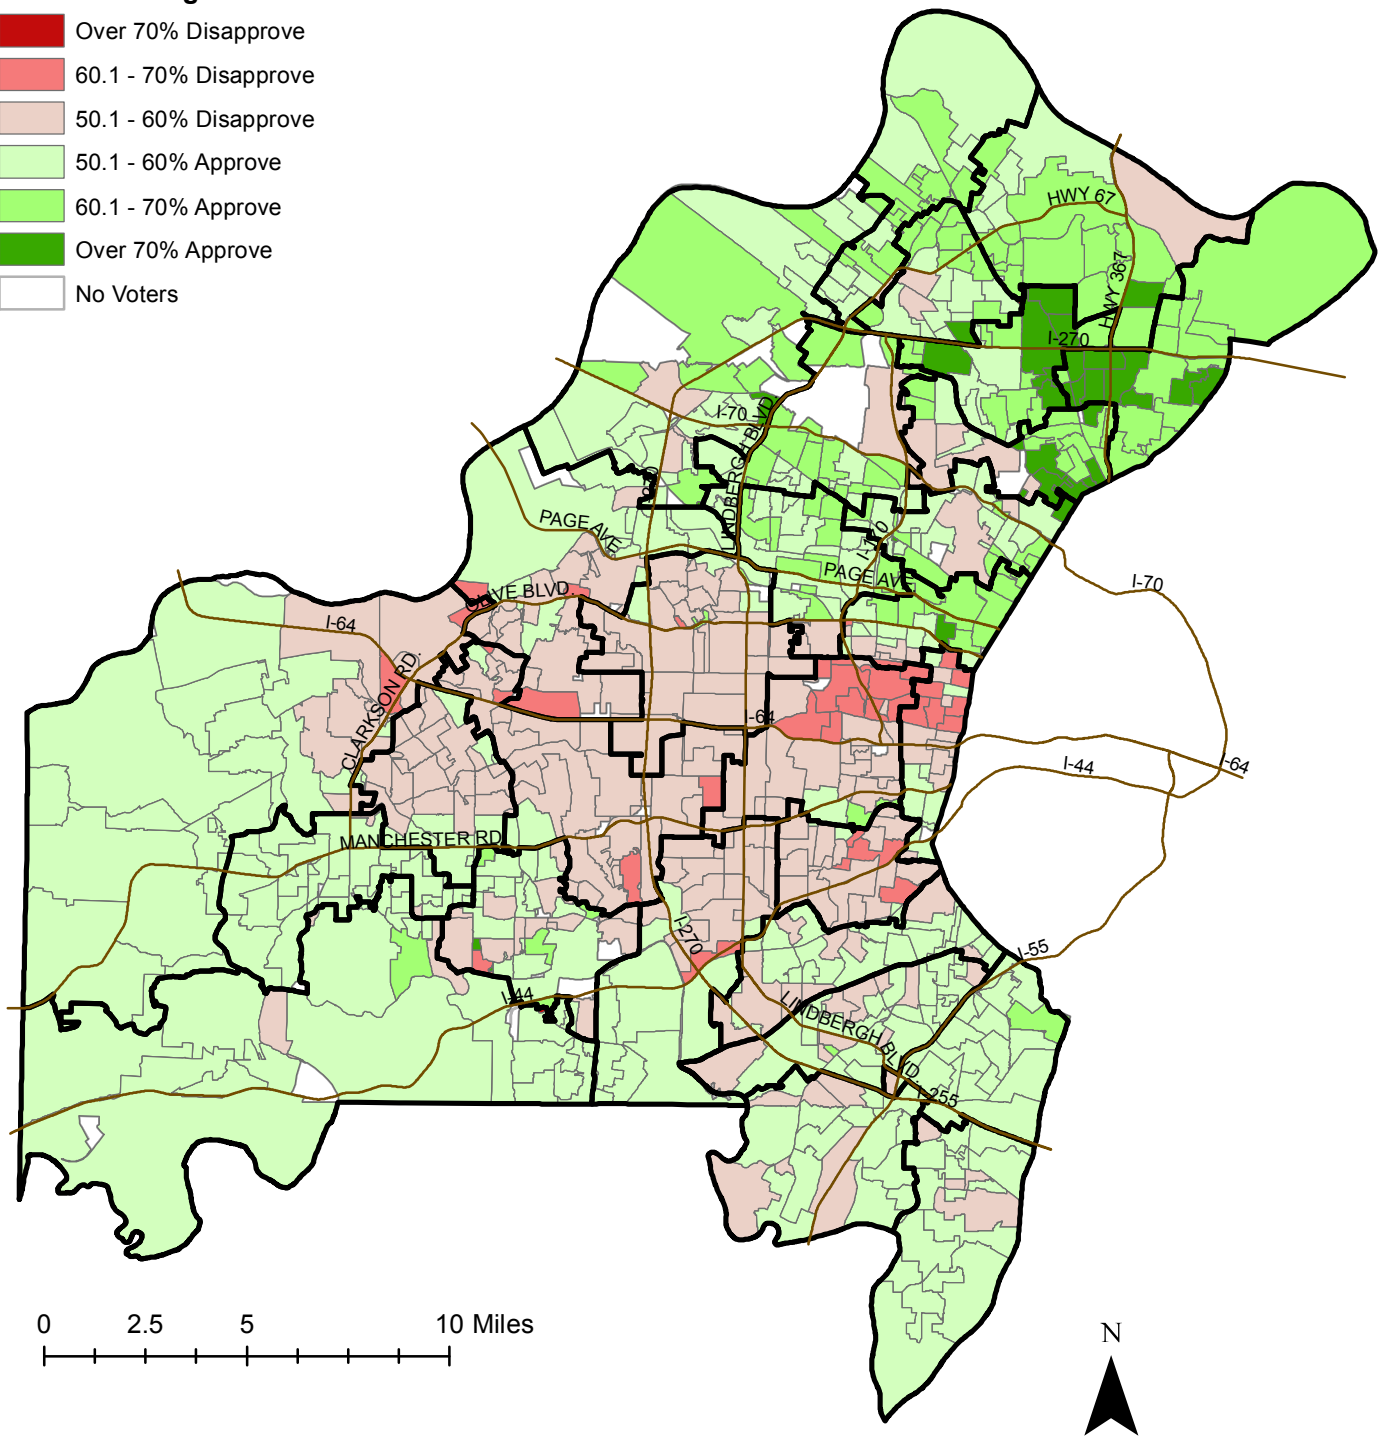 Over 70% Disapprove
60.1 - 70% Disapprove
50.1 - 60% Disapprove
50.1 - 60% Approve
60.1 - 70% Approve
Over 70% Approve
No Voters
HWY 67
HWY 367
I-270
I-70
LINDBERGH BLVD.
PAGE AVE.
I-170
PAGE AVE.
I-70
OLIVE BLVD.
I-64
CLARKSON RD.
I-64
I-64
I-44
MANCHESTER RD.
I-270
I-55
I-44
LINDBERGH BLVD.
I-255
0 2.5 5 10 Miles
N